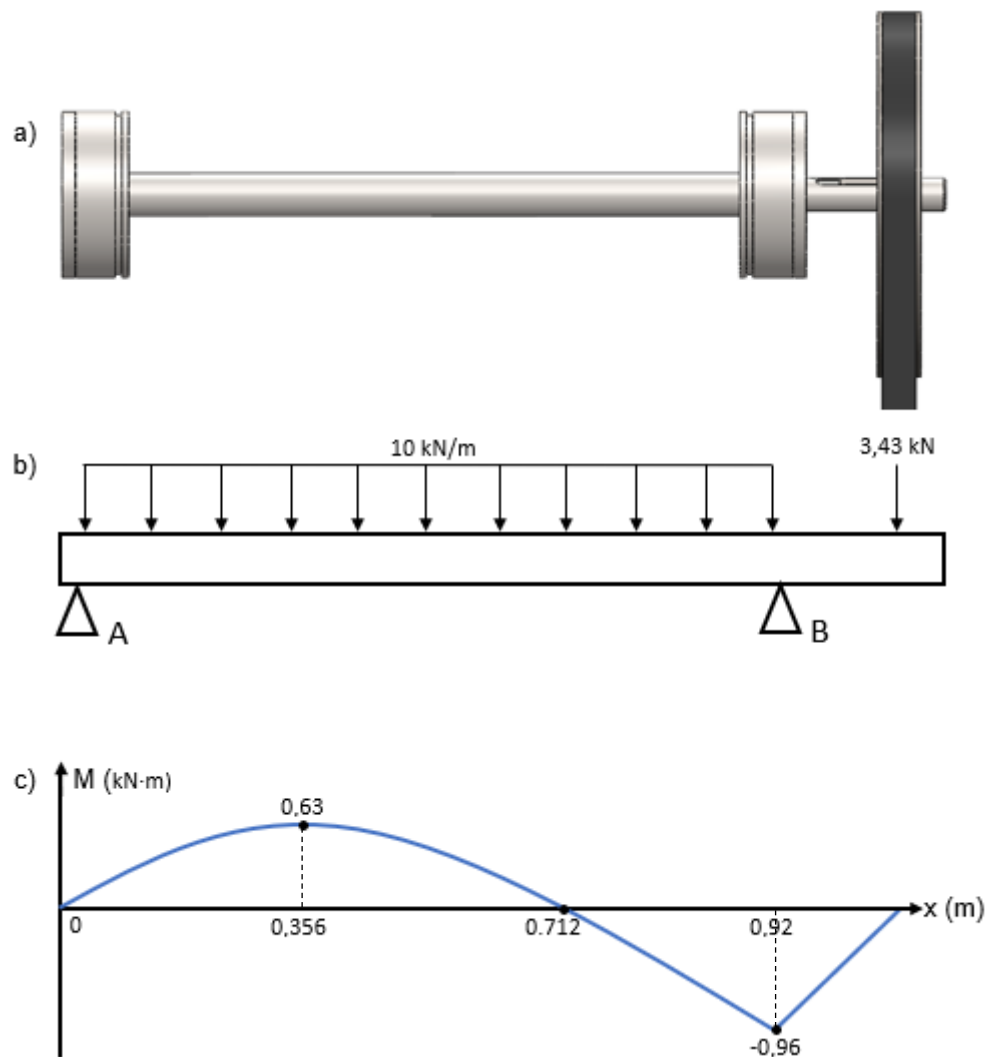 a)
b)
10 kN/m
3,43 kN
A
B
c)
M (kN·m)
0,63
0
0,356
0.712
0,92
x (m)
-0,96